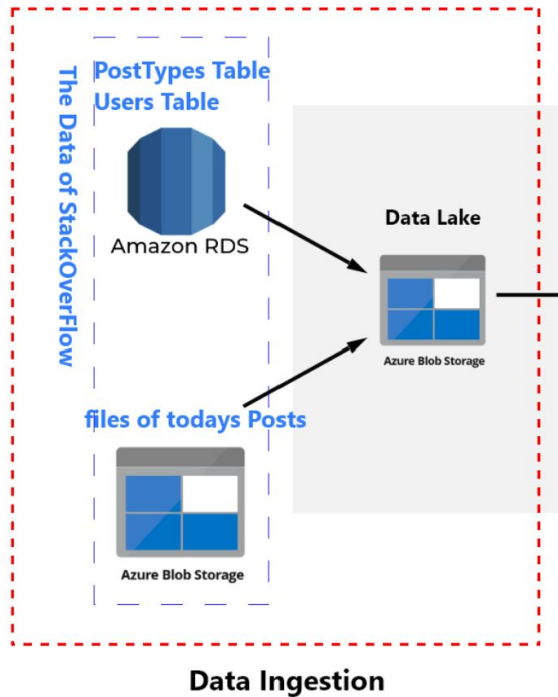 The Data of StackOverFlow
PostTypes Table
Users Table
Amazon RDS
Data Lake
Azure Blob Storage
files of todays Posts
Azure Blob Storage
Data Ingestion